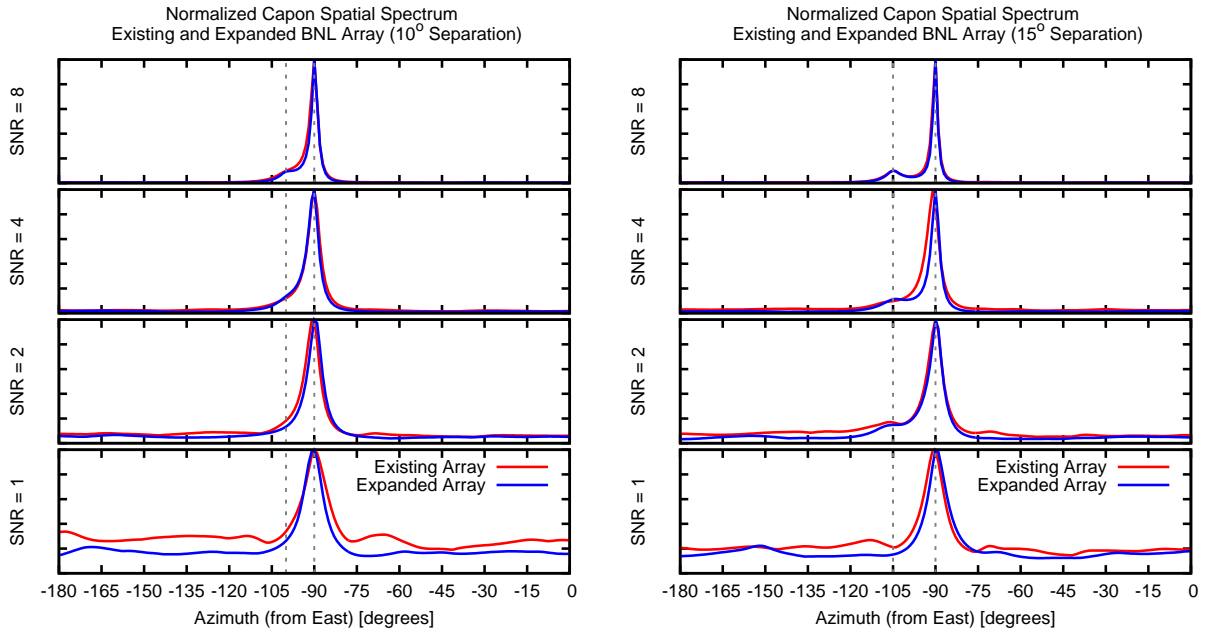 Normalized Capon Spatial Spectrum
Existing and Expanded BNL Array (10° Separation)
SNR = 8
SNR = 4
SNR = 2
SNR = 1
Existing Array
Expanded Array
-180 -165 -150 -135 -120 -105 -90 -75 -60 -45 -30 -15 0
Azimuth (from East) [degrees]
Normalized Capon Spatial Spectrum
Existing and Expanded BNL Array (15° Separation)
SNR = 8
SNR = 4
SNR = 2
SNR = 1
Existing Array
Expanded Array
-180 -165 -150 -135 -120 -105 -90 -75 -60 -45 -30 -15 0
Azimuth (from East) [degrees]